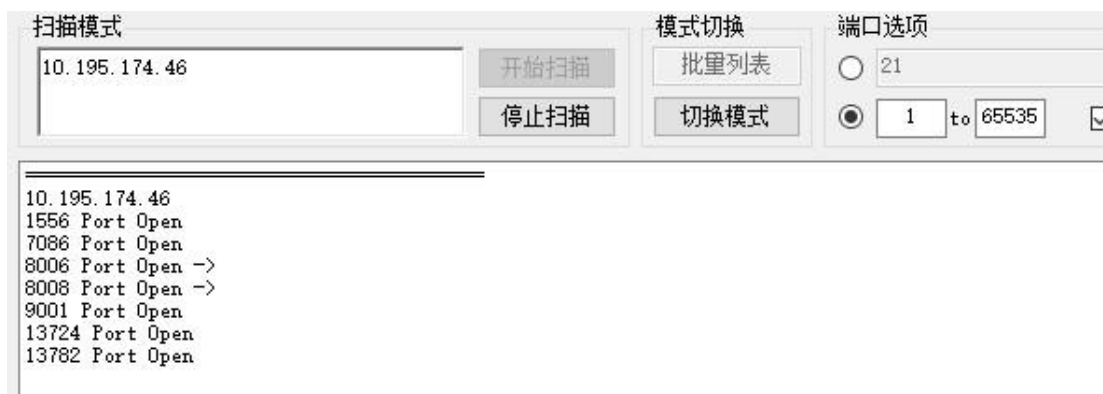 扫描模式
模式切换
端口选项
10.195.174.46
开始扫描
批里列表
21
停止扫描
切换模式
1 to 65535
10.195.174.46
1556 Port Open
7086 Port Open
8006 Port Open ->
8008 Port Open ->
9001 Port Open
13724 Port Open
13782 Port Open